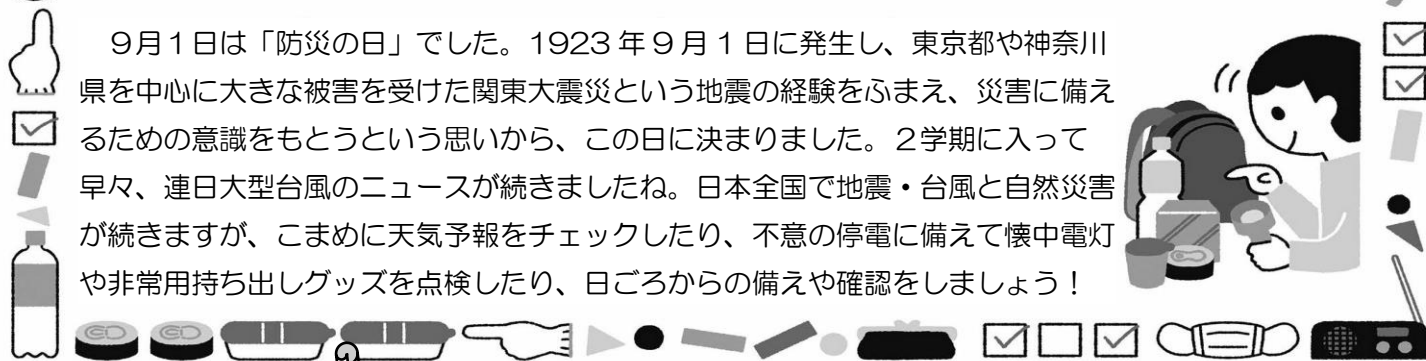 ９月１日は「防災の日」でした。1923年９月１日に発生し、東京都や神奈川
県を中心に大きな被害を受けた関東大震災という地震の経験をふまえ、災害に備え
るための意識をもとうという思いから、この日に決まりました。２学期に入って
早々、連日大型台風のニュースが続きましたね。日本全国で地震・台風と自然災害
が続きますが、こまめに天気予報をチェックしたり、不意の停電に備えて懐中電灯
や非常用持ち出しグッズを点検したり、日ごろからの備えや確認をしましょう！